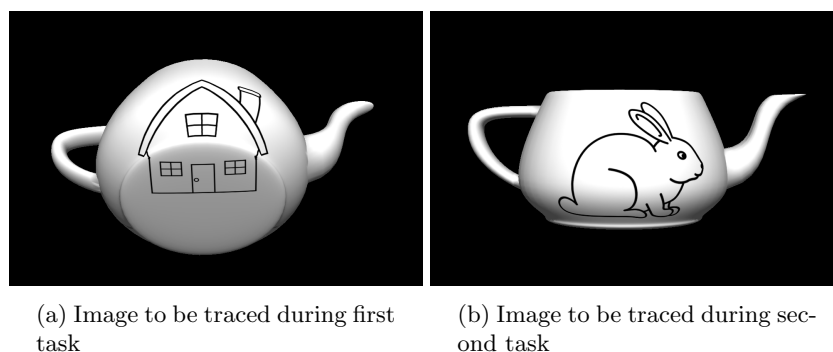 (a) Image to be traced during first
task
(b) Image to be traced during sec-
ond task